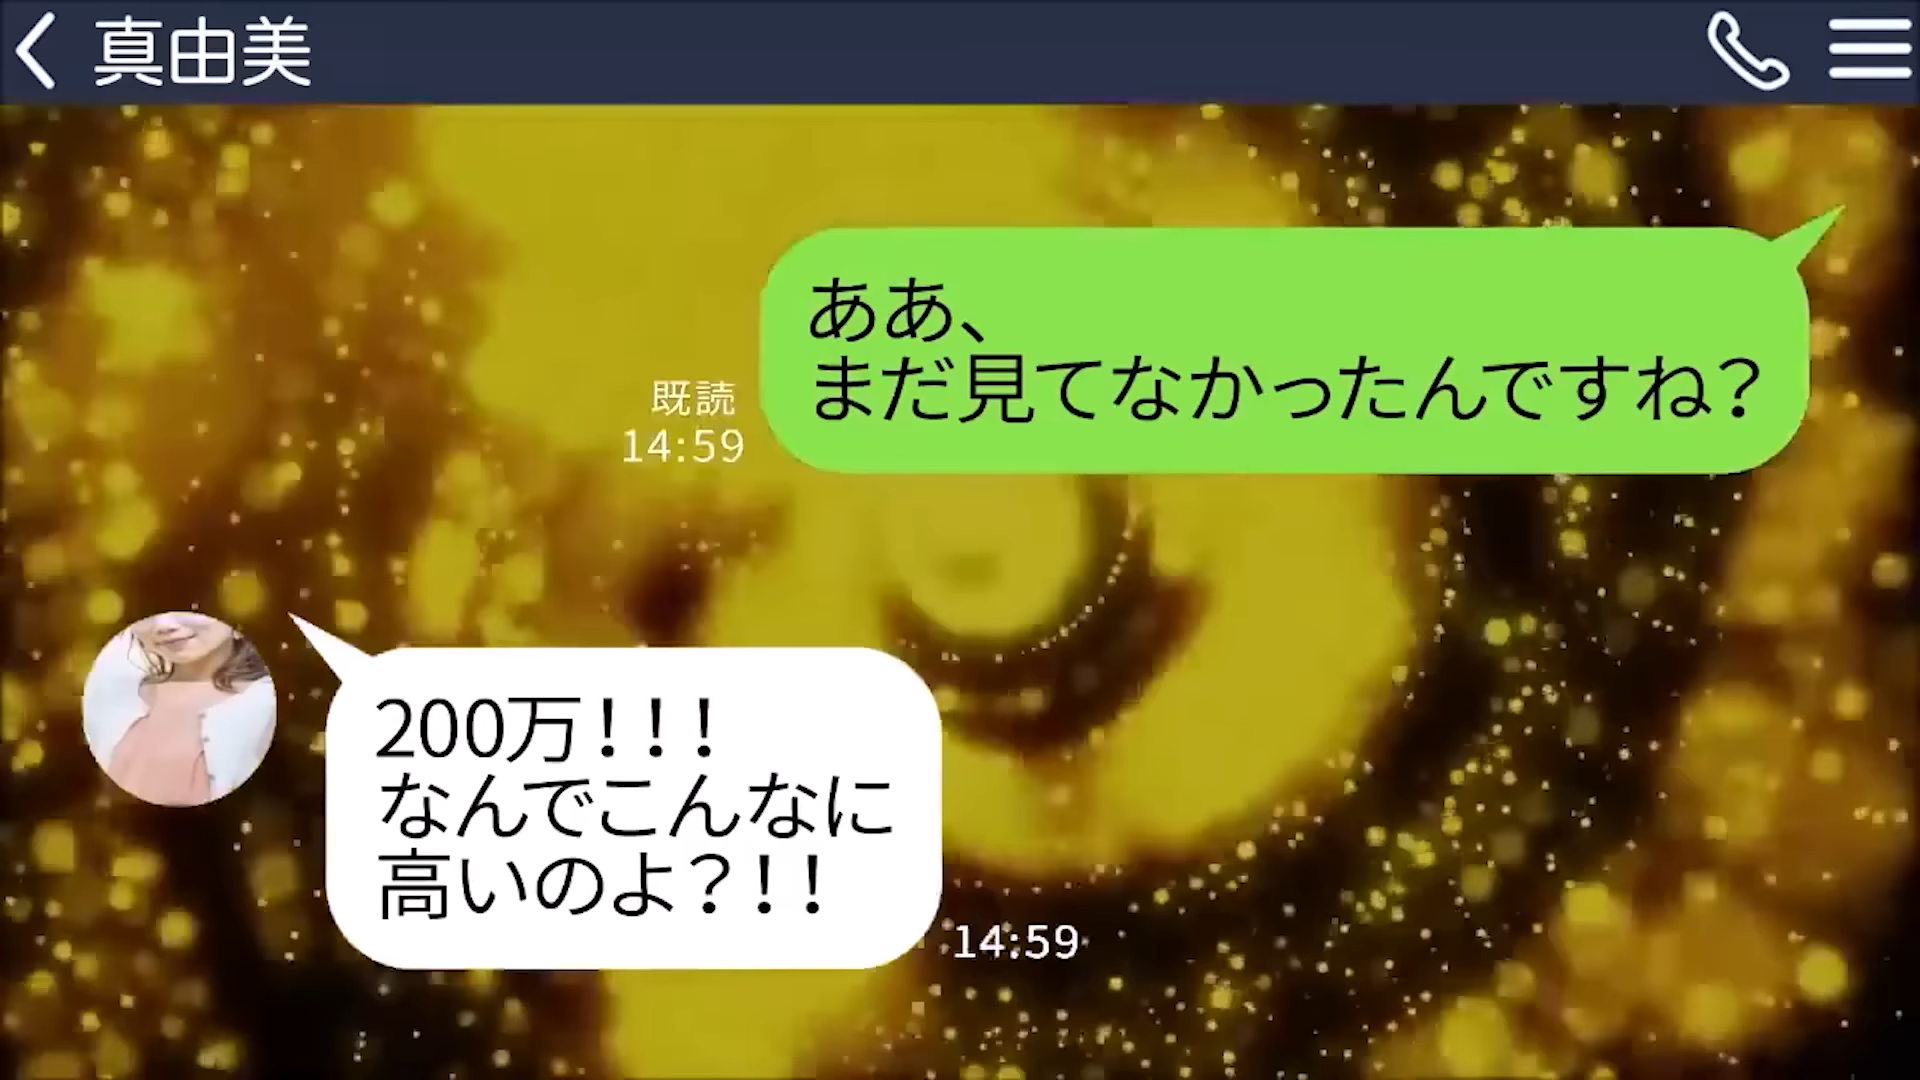 真由美
ああ、
まだ見てなかったんですね？
既読
14:59
200万！！！
なんでこんなに
高いのよ？！！
14:59